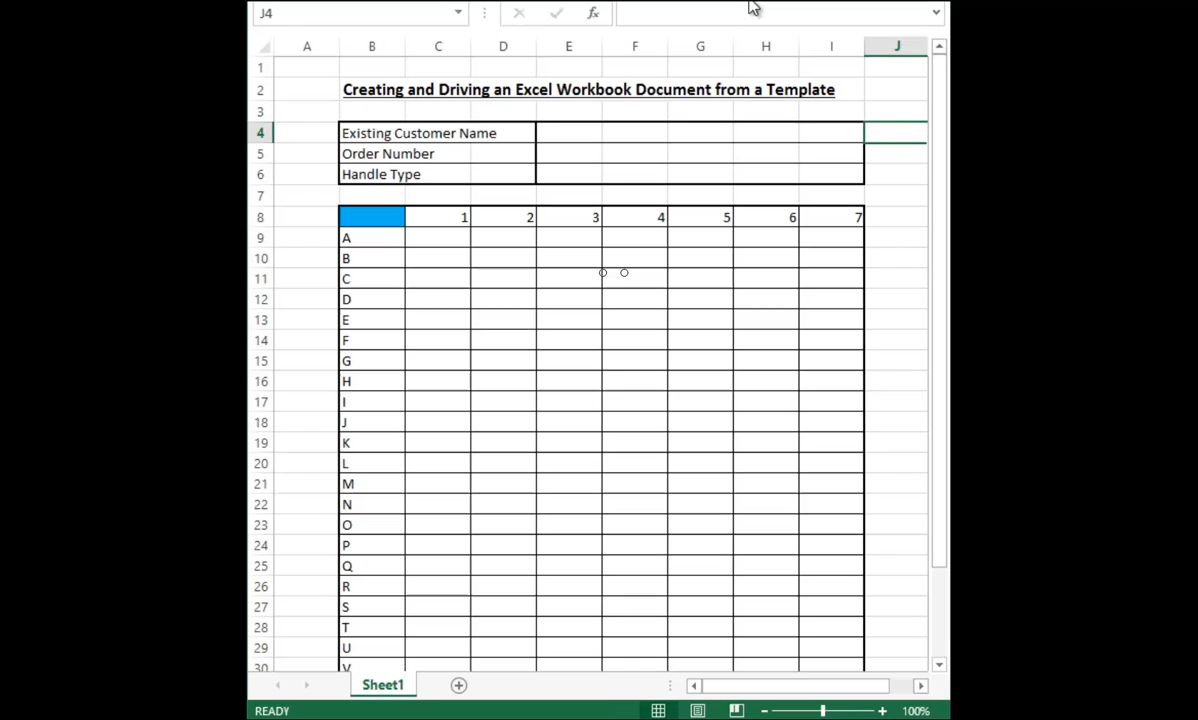 J4
fx
A B C D E F G H I J
1
2 Creating and Driving an Excel Workbook Document from a Template
3
4 Existing Customer Name
5 Order Number
6 Handle Type
7
8 1 2 3 4 5 6 7
9 A
10 B
11 C
12 D
13 E
14 F
15 G
16 H
17 I
18 J
19 K
20 L
21 M
22 N
23 O
24 P
25 Q
26 R
27 S
28 T
29 U
30 V
Sheet1
READY 100%